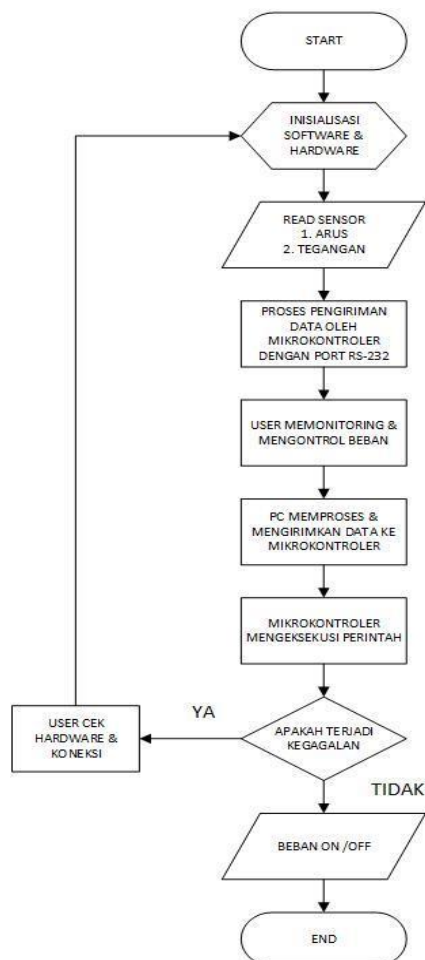 START
INISIALISASI
SOFTWARE &
HARDWARE
READ SENSOR
1. ARUS
2. TEGANGAN
PROSES PENGIRIMAN
DATA OLEH
MIKROKONTROLER
DENGAN PORT RS-232
USER MEMONITORING &
MENGONTROL BEBAN
PC MEMPROSES &
MENGIRIMKAN DATA KE
MIKROKONTROLER
MIKROKONTROLER
MENGEKSEKUSI PERINTAH
APAKAH TERJADI
KEGAGALAN
YA
USER CEK
HARDWARE &
KONEKSI
TIDAK
BEBAN ON /OFF
END